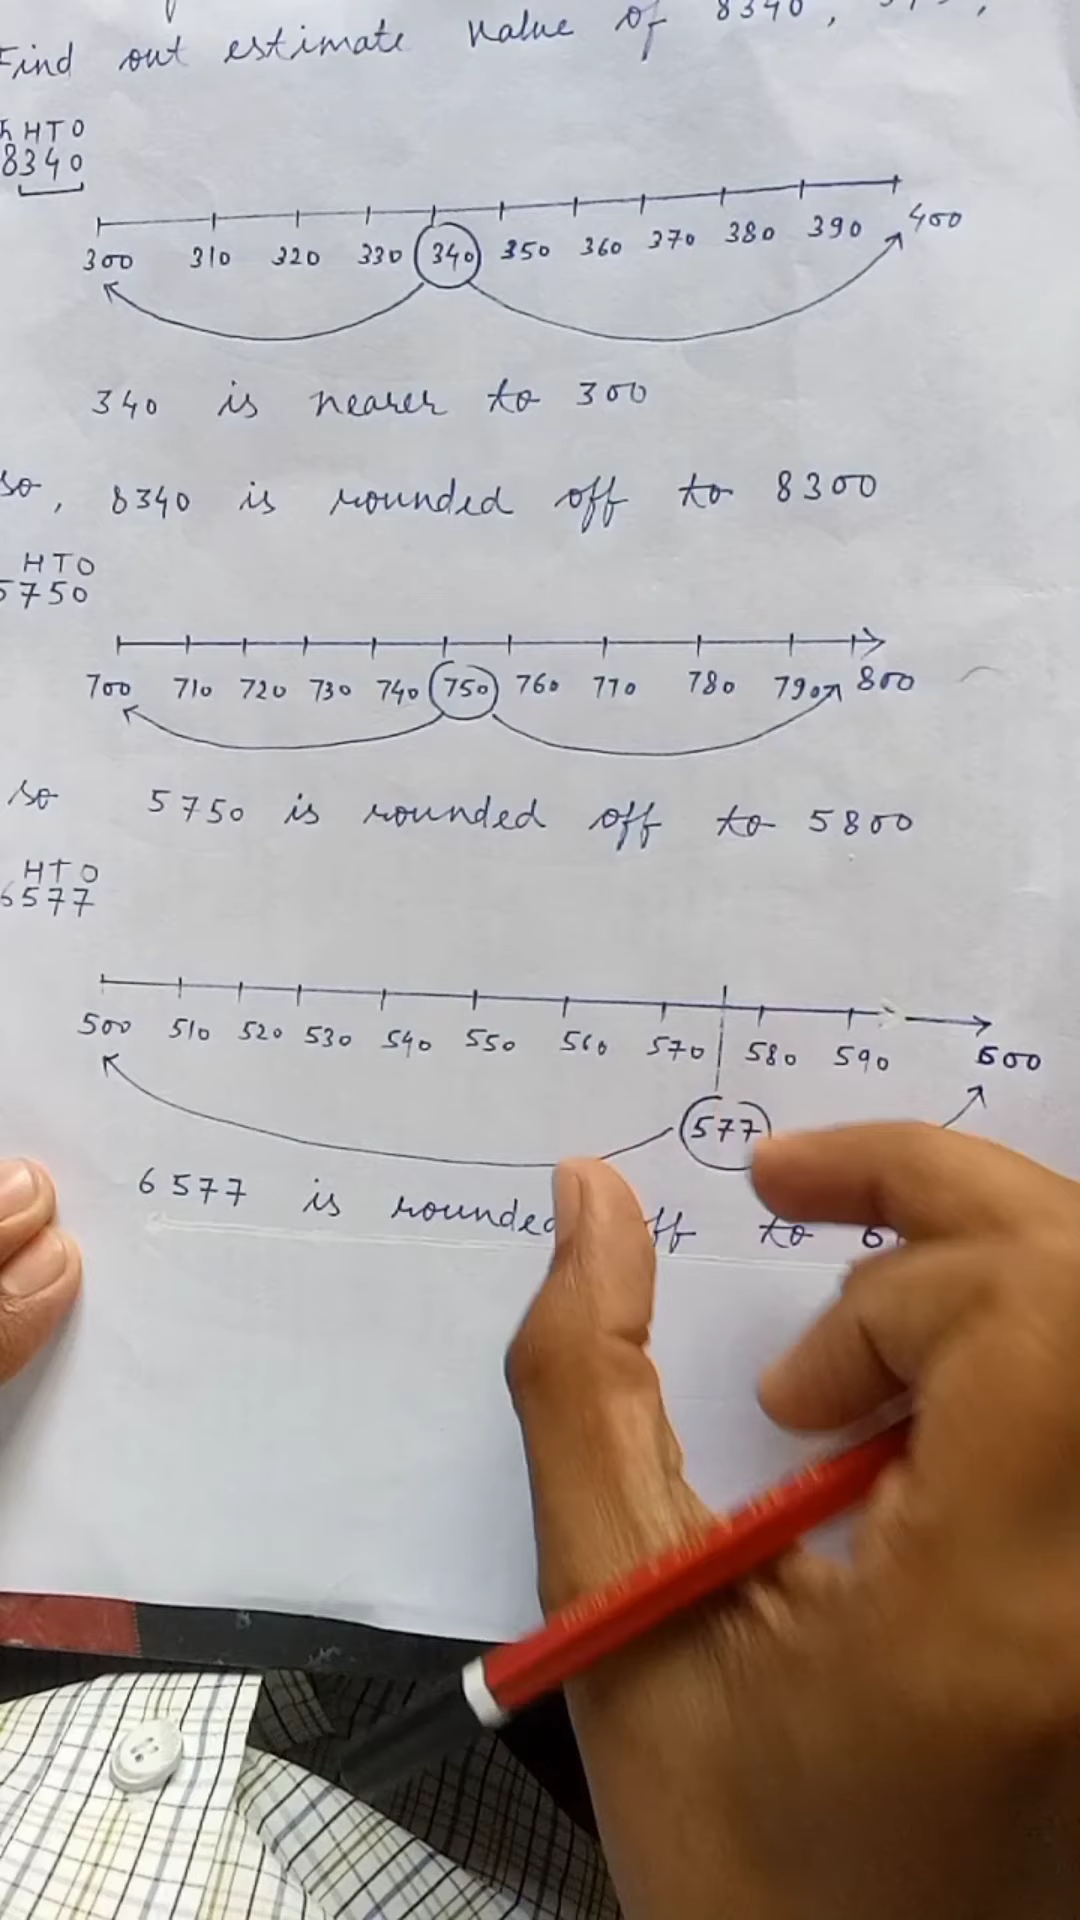 Find out estimate value of 8340,
Th HTO
8340
300 310 320 330 340 350 360 370 380 390 400
340 is nearer to 300
so, 8340 is rounded off to 8300
HTO
5750
700 710 720 730 740 750 760 770 780 790 800
so 5750 is rounded off to 5800
HTO
6577
500 510 520 530 540 550 560 570 580 590 600
577
6577 is rounded off to